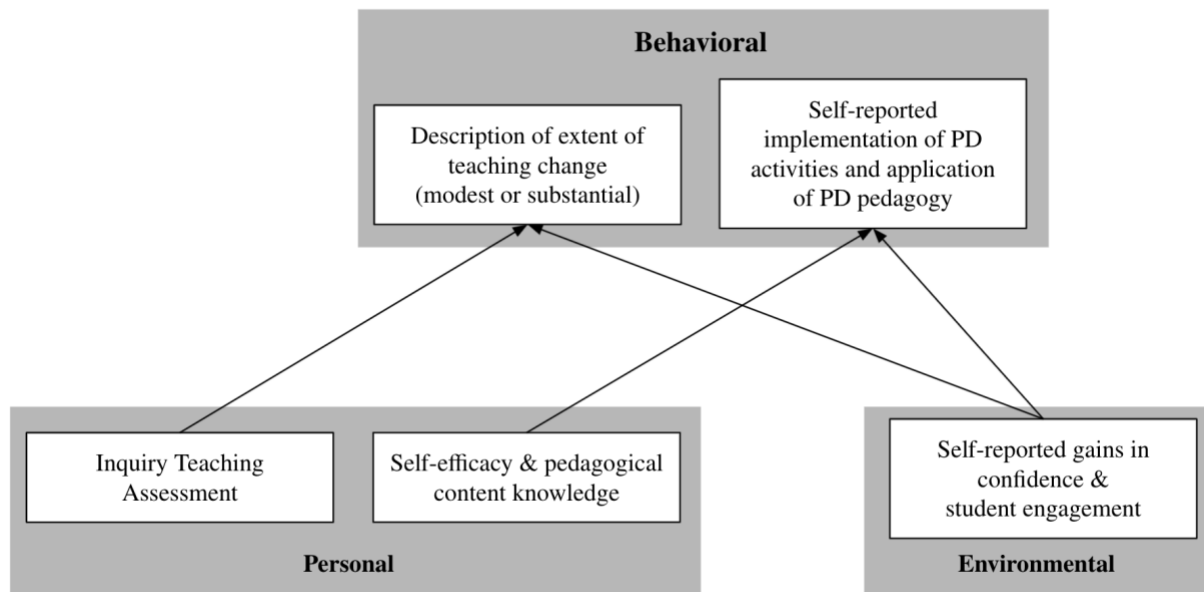 Behavioral
Description of extent of
teaching change
(modest or substantial)
Self-reported
implementation of PD
activities and application
of PD pedagogy
Inquiry Teaching
Assessment
Self-efficacy & pedagogical
content knowledge
Personal
Self-reported gains in
confidence &
student engagement
Environmental